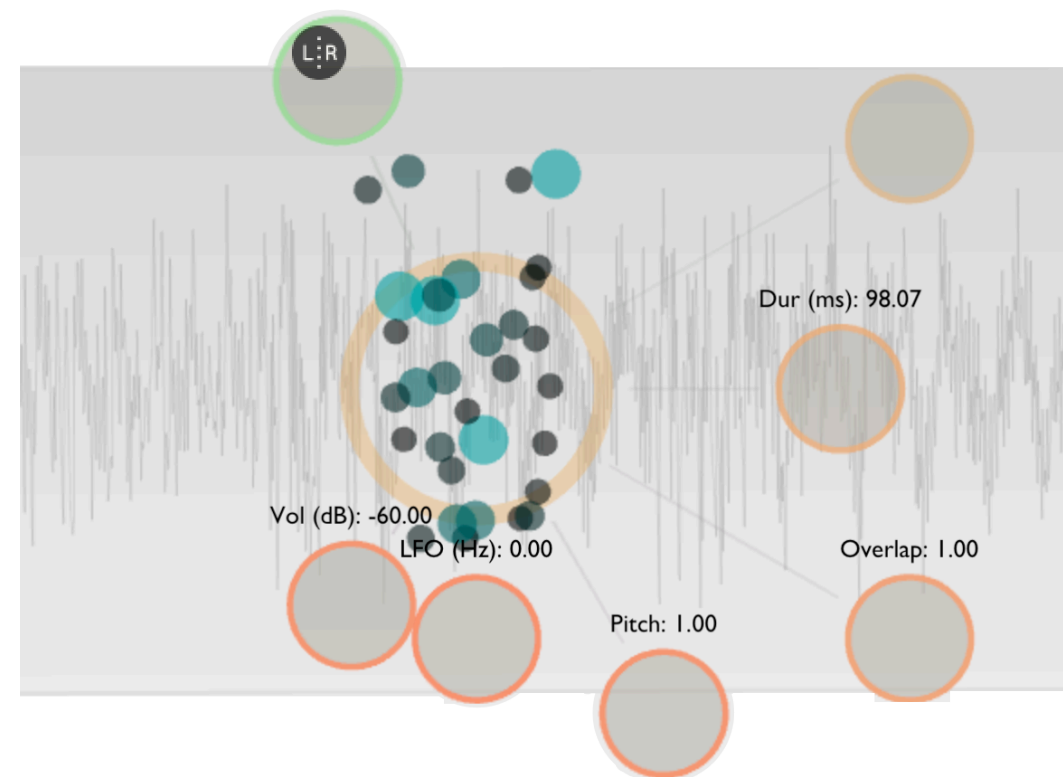 L R
Dur (ms): 98.07
Vol (dB): -60.00
LFO (Hz): 0.00
Overlap: 1.00
Pitch: 1.00